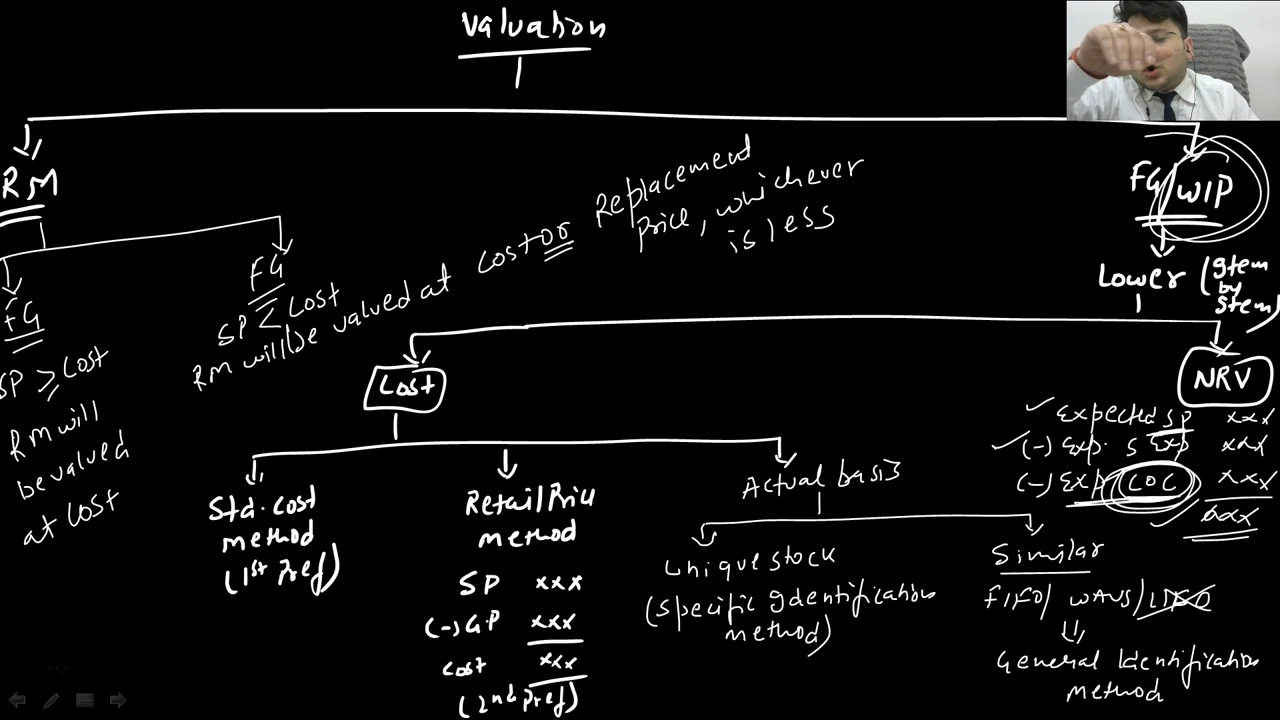 Valuation
RM
FG
SP ≥ Cost
RM will
be valued
at cost
FG
SP < Cost
RM will be valued at cost or Replacement
Price, whichever
is less
FG/WIP
Lower (Item
by
Item)
Cost
Std. cost
method
(1st Pref)
Retail Price
method
SP xxx
(-) GP xxx
cost xxx
(2nd Pref)
Actual basis
Unique stock
(Specific Identification
method)
Similar
FIFO/ WAVS/LIFO
General Identification
method
NRV
Expected SP xxx
(-) Exp. S Exp xxx
(-) Exp COC xxx
xxx